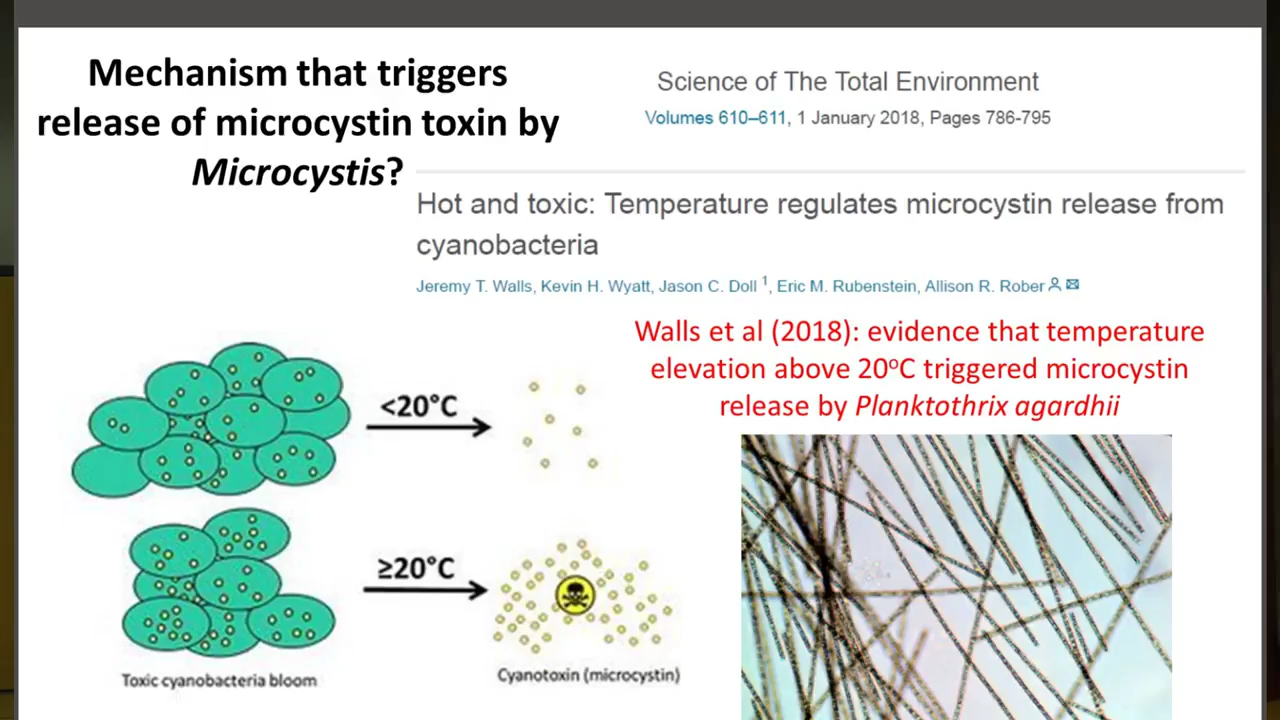 Mechanism that triggers
release of microcystin toxin by
Microcystis?
Science of The Total Environment
Volumes 610–611, 1 January 2018, Pages 786-795
Hot and toxic: Temperature regulates microcystin release from
cyanobacteria
Jeremy T. Walls, Kevin H. Wyatt, Jason C. Doll 1, Eric M. Rubenstein, Allison R. Rober
Walls et al (2018): evidence that temperature
elevation above 20oC triggered microcystin
release by Planktothrix agardhii
<20°C
≥20°C
Toxic cyanobacteria bloom
Cyanotoxin (microcystin)